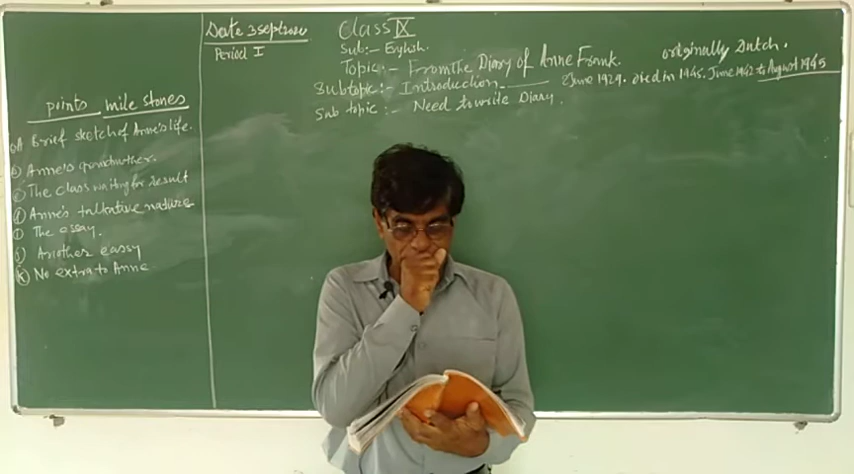 Date 3 Sept 2020
Period I
points mile stones
A Brief sketch of Anne's life.
Anne's grandmother.
The class waiting for result
Anne's talkative nature
The essay.
Another eassy
(k) No extra to Anne
Class IX
Sub:- English.
Topic:- From the Diary of Anne Frank. originally Dutch.
Subtopic:- Introduction June 1929. Died in 1945. June 1942 to August 1945
Sub topic:- Need to write Diary.